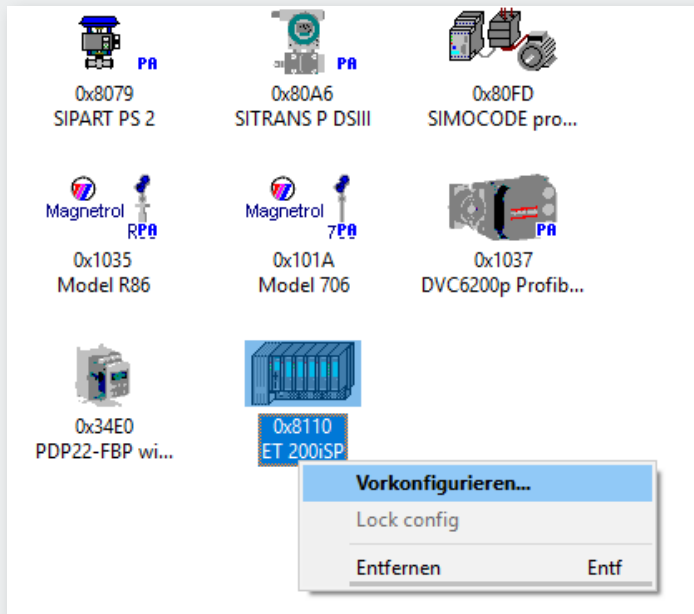 PA
PA
0x8079
0x80A6
0x80FD
SIPART PS 2
SITRANS P DSIII
SIMOCODE pro...
Magnetrol
Magnetrol
PA
7PA
PA
0x1035
0x101A
0x1037
Model R86
Model 706
DVC6200p Profib...
0x34E0
0x8110
PDP22-FBP wi...
ET 200iSP
Vorkonfigurieren...
Lock config
Entfernen Entf